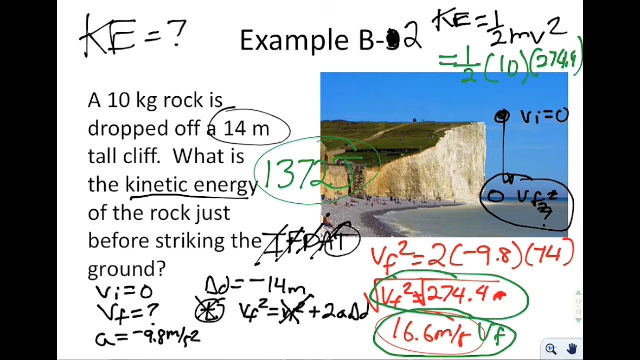 KE = ?
Example B-2
KE = 1/2 mv²
= 1/2 (10) (274.4)
A 10 kg rock is
dropped off a 14 m
tall cliff. What is
the kinetic energy
of the rock just
before striking the
ground?
1372J
vi = 0
vf = ?
Vi = 0
Vf = ?
a = -9.8 m/s²
Δd = -14 m
Vf² = Vi² + 2aΔd
Vf² = 2(-9.8)(-14)
√Vf² = √274.4
16.6 m/s Vf